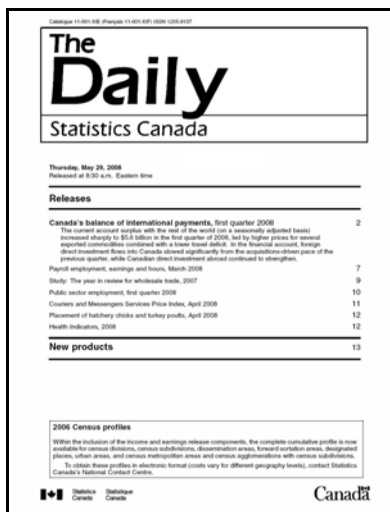 Catalogue 11-001-XIE (Français 11-001-XIF) ISSN 1205-9137
The
Daily
Statistics Canada
Thursday, May 29, 2008
Released at 8:30 a.m. Eastern time
Releases
Canada's balance of international payments, first quarter 2008 2
The current account surplus with the rest of the world (on a seasonally adjusted basis)
increased sharply to $5.6 billion in the first quarter of 2008, led by higher prices for several
exported commodities combined with a lower travel deficit. In the financial account, foreign
direct investment flows into Canada slowed significantly from the acquisitions-driven pace of the
previous quarter, while Canadian direct investment abroad continued to strengthen.
Payroll employment, earnings and hours, March 2008 7
Study: The year in review for wholesale trade, 2007 9
Public sector employment, first quarter 2008 10
Couriers and Messengers Services Price Index, April 2008 11
Placement of hatchery chicks and turkey poults, April 2008 12
Health Indicators, 2008 12
New products 13
2006 Census profiles
Within the inclusion of the income and earnings release components, the complete cumulative profile is now
available for census divisions, census subdivisions, dissemination areas, forward sortation areas, designated
places, urban areas, and census metropolitan areas and census agglomerations with census subdivisions.
To obtain these profiles in electronic format (costs vary for different geography levels), contact Statistics
Canada's National Contact Centre.
Statistics Statistique
Canada Canada
Canada